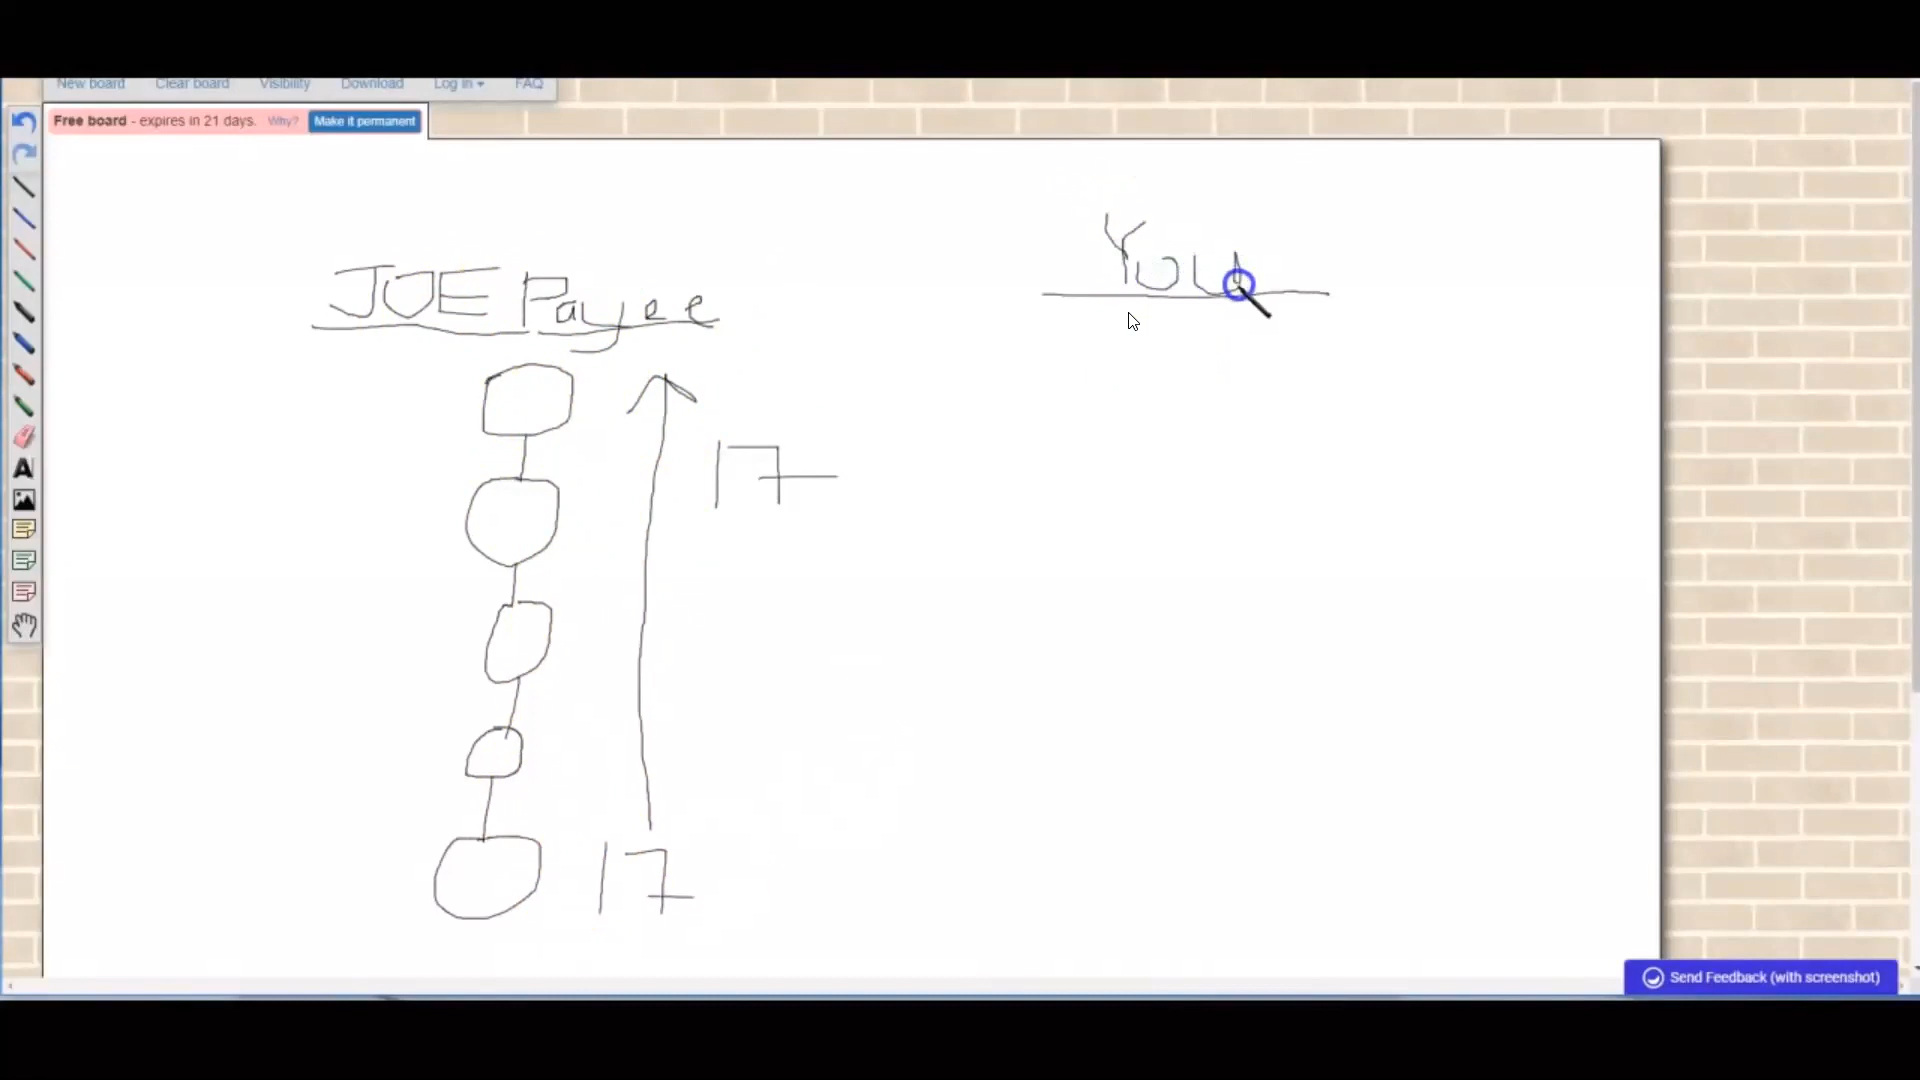 New board Clear board Visibility Download Log in FAQ
Free board - expires in 21 days. Why? Make it permanent
A
You
JOE Payee
17
17
Send Feedback (with screenshot)